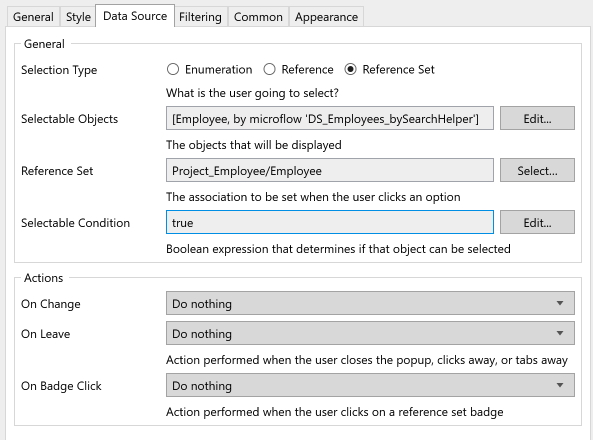 General Style Data Source Filtering Common Appearance
General
Selection Type Enumeration Reference Reference Set
What is the user going to select?
Selectable Objects [Employee, by microflow 'DS_Employees_bySearchHelper'] Edit...
The objects that will be displayed
Reference Set Project_Employee/Employee Select...
The association to be set when the user clicks an option
Selectable Condition true Edit...
Boolean expression that determines if that object can be selected
Actions
On Change Do nothing
On Leave Do nothing
Action performed when the user closes the popup, clicks away, or tabs away
On Badge Click Do nothing
Action performed when the user clicks on a reference set badge